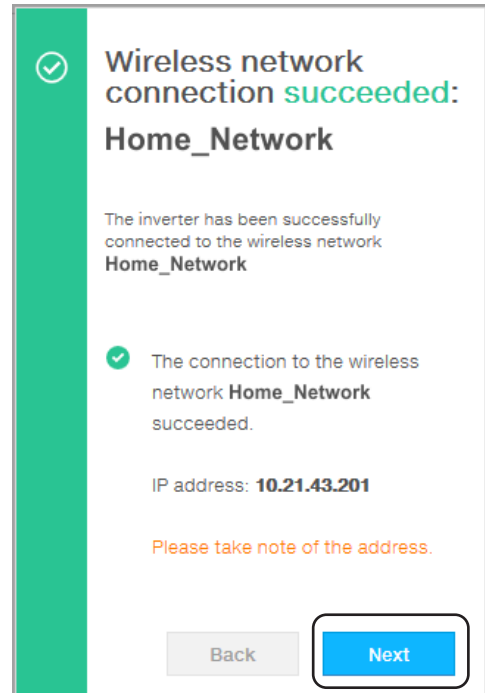 Wireless network
connection succeeded:
Home_Network
The inverter has been successfully
connected to the wireless network
Home_Network
The connection to the wireless
network Home_Network
succeeded.
IP address: 10.21.43.201
Please take note of the address.
Back
Next